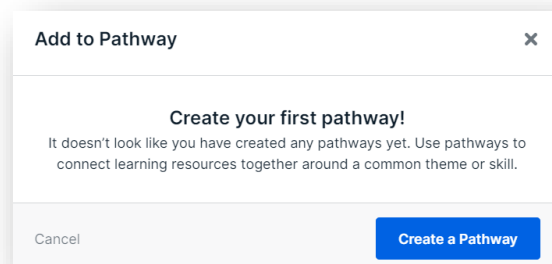 Add to Pathway
Create your first pathway!
It doesn’t look like you have created any pathways yet. Use pathways to
connect learning resources together around a common theme or skill.
Cancel
Create a Pathway